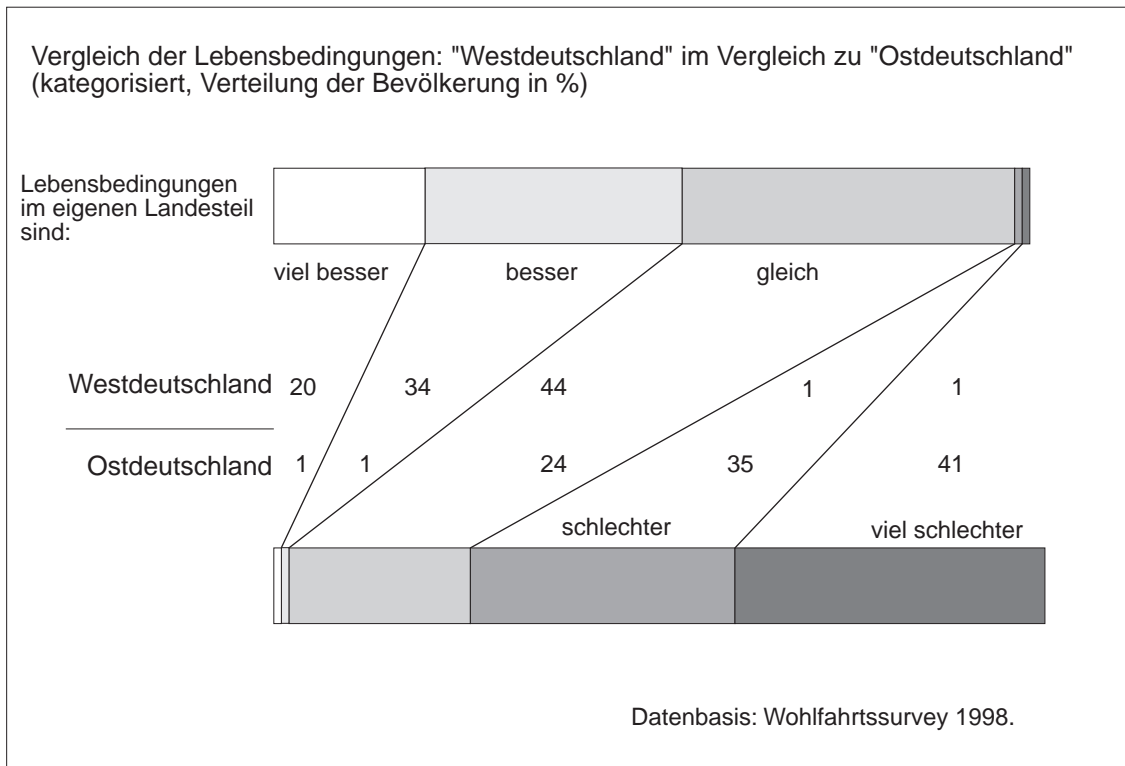 Vergleich der Lebensbedingungen: "Westdeutschland" im Vergleich zu "Ostdeutschland"
(kategorisiert, Verteilung der Bevölkerung in %)
Lebensbedingungen
im eigenen Landesteil
sind:
viel besser besser gleich
Westdeutschland 20 34 44 1 1
Ostdeutschland 1 1 24 35 41
schlechter viel schlechter
Datenbasis: Wohlfahrtssurvey 1998.